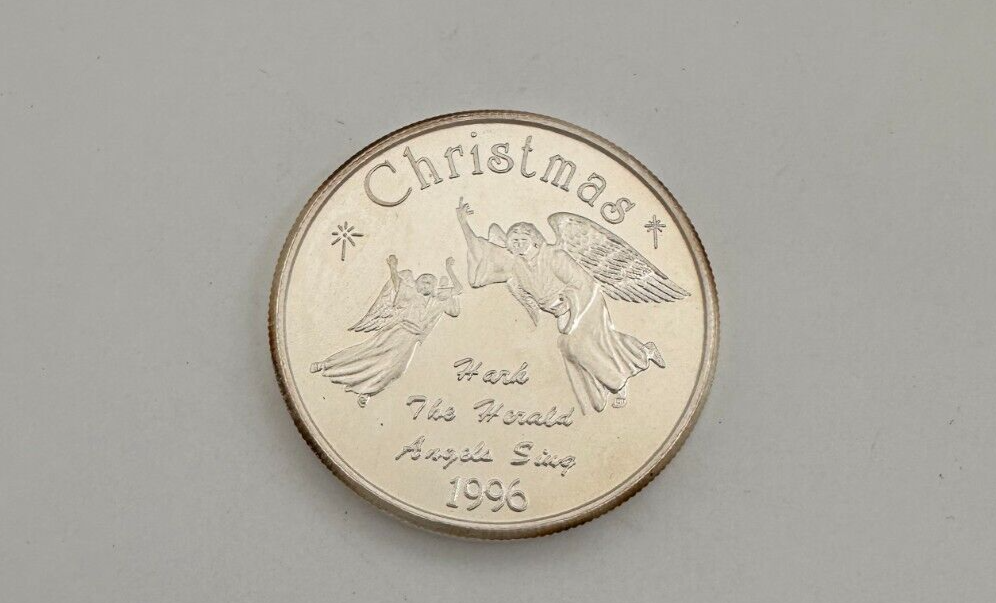 Christmas
Hark
The Herald
Angels Sing
1996